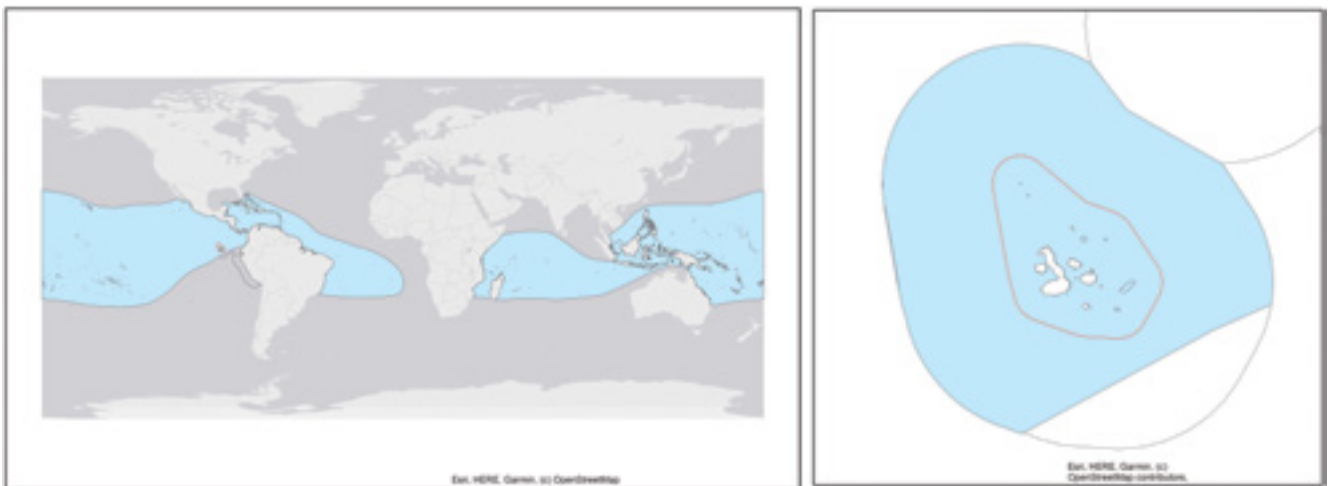 Esri, HERE, Garmin, (c) OpenStreetMap
Esri, HERE, Garmin, (c)
OpenStreetMap contributors.